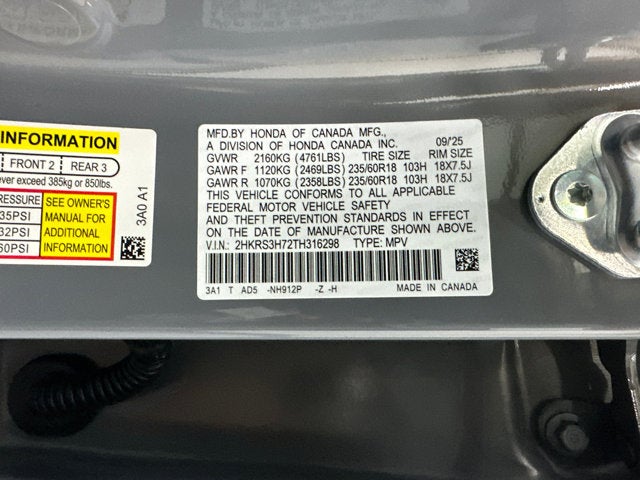 INFORMATION
FRONT 2 REAR 3
ever exceed 385kg or 850lbs.
PRESSURE
35PSI
32PSI
60PSI
SEE OWNER'S
MANUAL FOR
ADDITIONAL
INFORMATION
3A0 A1
MFD.BY HONDA OF CANADA MFG.,
A DIVISION OF HONDA CANADA INC. 09/25
GVWR 2160KG (4761LBS) TIRE SIZE RIM SIZE
GAWR F 1120KG (2469LBS) 235/60R18 103H 18X7.5J
GAWR R 1070KG (2358LBS) 235/60R18 103H 18X7.5J
THIS VEHICLE CONFORMS TO ALL APPLICABLE
FEDERAL MOTOR VEHICLE SAFETY
AND THEFT PREVENTION STANDARDS IN EFFECT
ON THE DATE OF MANUFACTURE SHOWN ABOVE.
V.I.N.: 2HKRS3H72TH316298 TYPE: MPV
3A1 T AD5 -NH912P -Z -H MADE IN CANADA